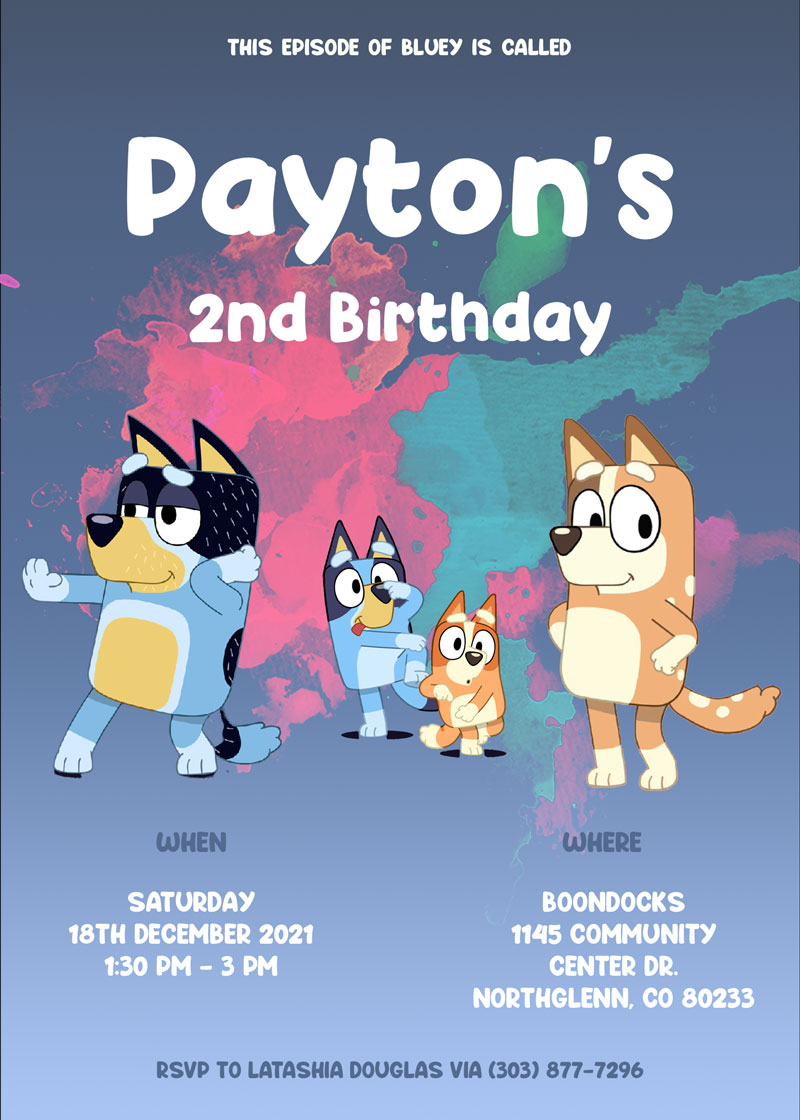 THIS EPISODE OF BLUEY IS CALLED
Payton's
2nd Birthday
WHEN
SATURDAY
18TH DECEMBER 2021
1:30 PM - 3 PM
WHERE
BOONDOCKS
1145 COMMUNITY
CENTER DR.
NORTHGLENN, CO 80233
RSVP TO LATASHIA DOUGLAS VIA (303) 877-7296